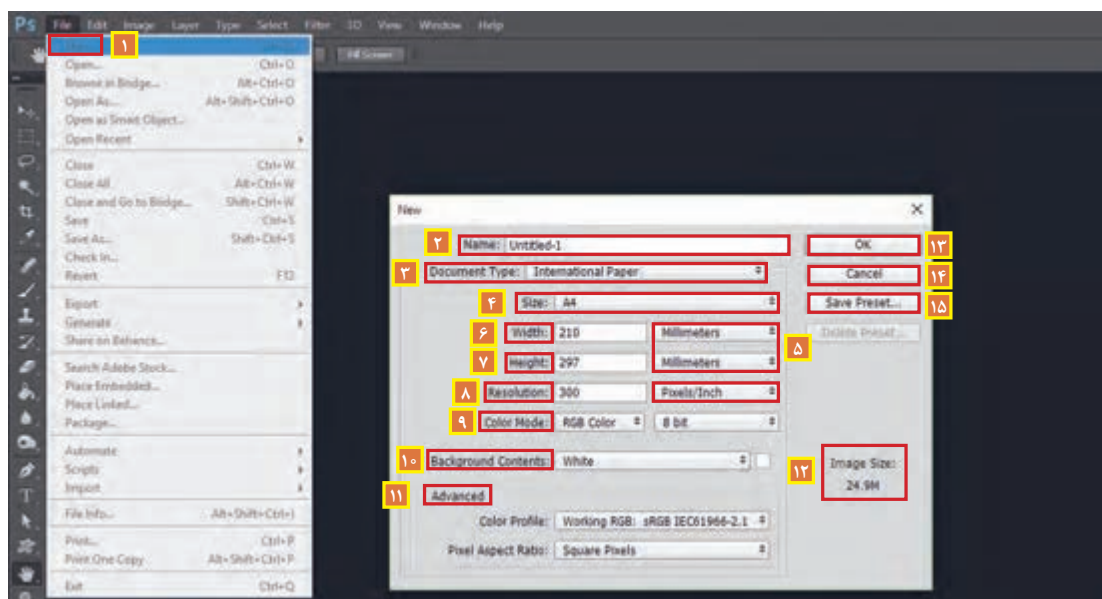 Ps File Edit Image Layer Type Select Filter 3D View Window Help
۱
Fill Screen
Open... Ctrl+O
Browse in Bridge... Alt+Ctrl+O
Open As... Alt+Shift+Ctrl+O
Open as Smart Object...
Open Recent
Close Ctrl+W
Close All Alt+Ctrl+W
Close and Go to Bridge... Shift+Ctrl+W
Save Ctrl+S
Save As... Shift+Ctrl+S
Check In...
Revert F12
Export
Generate
Share on Behance...
Search Adobe Stock...
Place Embedded...
Place Linked...
Package...
Automate
Scripts
Import
File Info... Alt+Shift+Ctrl+I
Print... Ctrl+P
Print One Copy Alt+Shift+Ctrl+P
Exit Ctrl+Q
New
۲ Name: Untitled-1
۳ Document Type: International Paper
۴ Size: A4
۶ Width: 210 Millimeters
۵
۷ Height: 297 Millimeters
۸ Resolution: 300 Pixels/Inch
۹ Color Mode: RGB Color 8 bit
۱۰ Background Contents: White
۱۱ Advanced
Color Profile: Working RGB: sRGB IEC61966-2.1
Pixel Aspect Ratio: Square Pixels
OK ۱۳
Cancel ۱۴
Save Preset... ۱۵
Delete Preset...
۱۲ Image Size:
24.9M